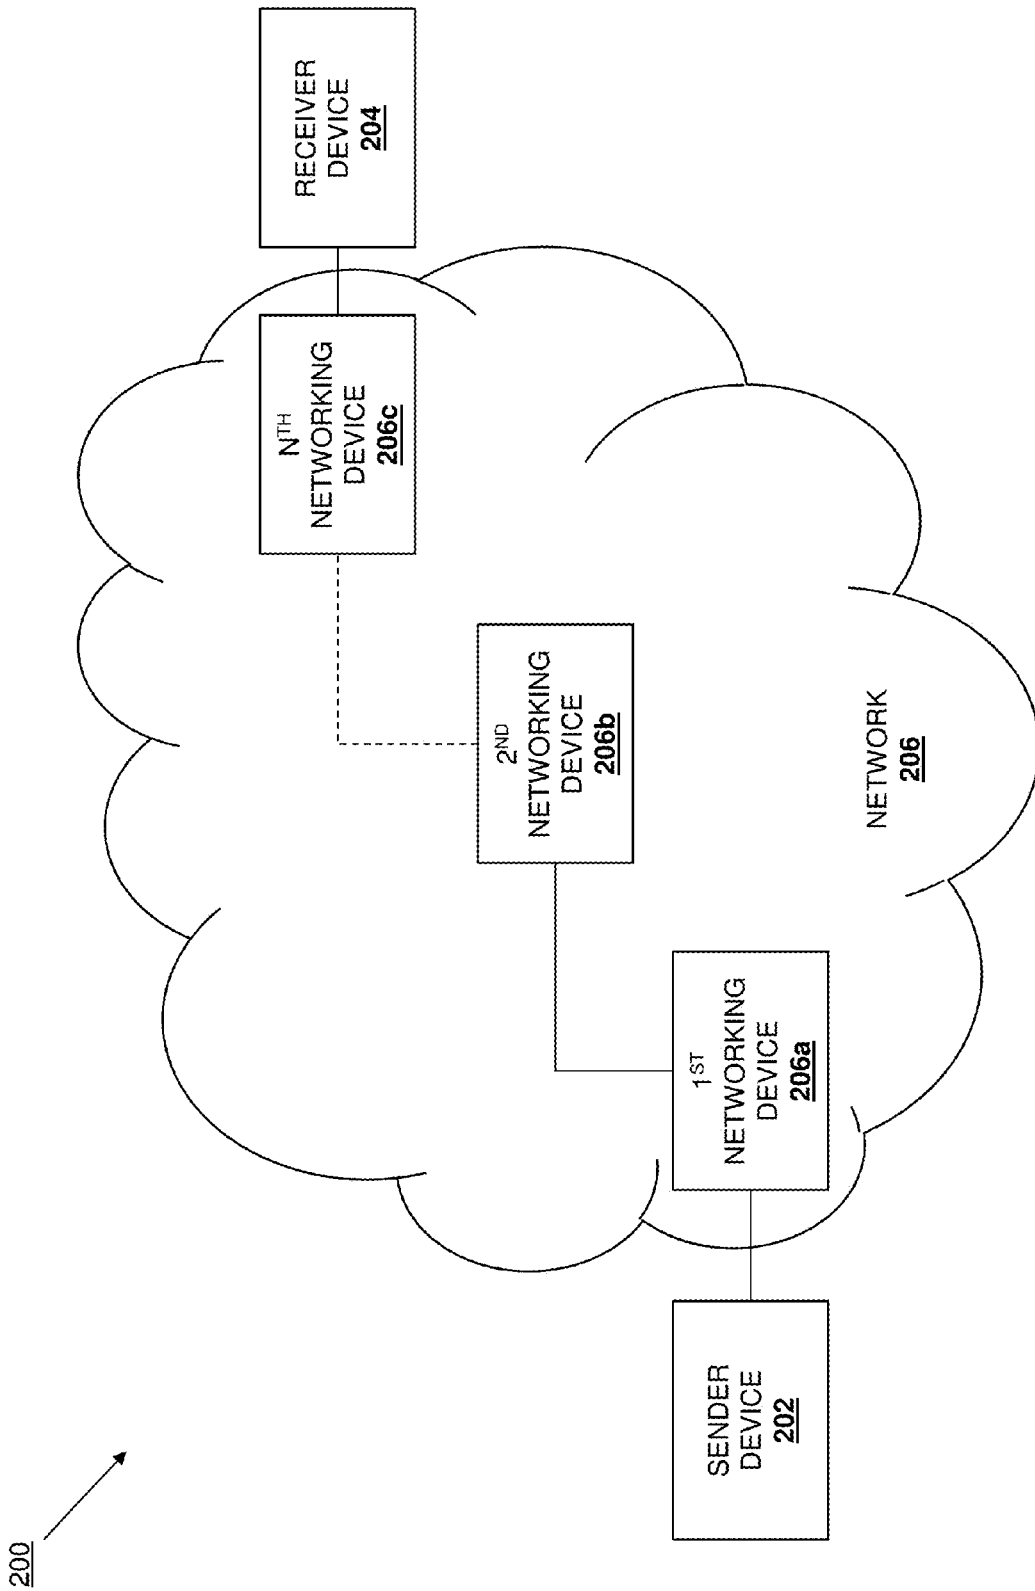 200
SENDER
DEVICE
202
1ST
NETWORKING
DEVICE
206a
2ND
NETWORKING
DEVICE
206b
NTH
NETWORKING
DEVICE
206c
RECEIVER
DEVICE
204
NETWORK
206